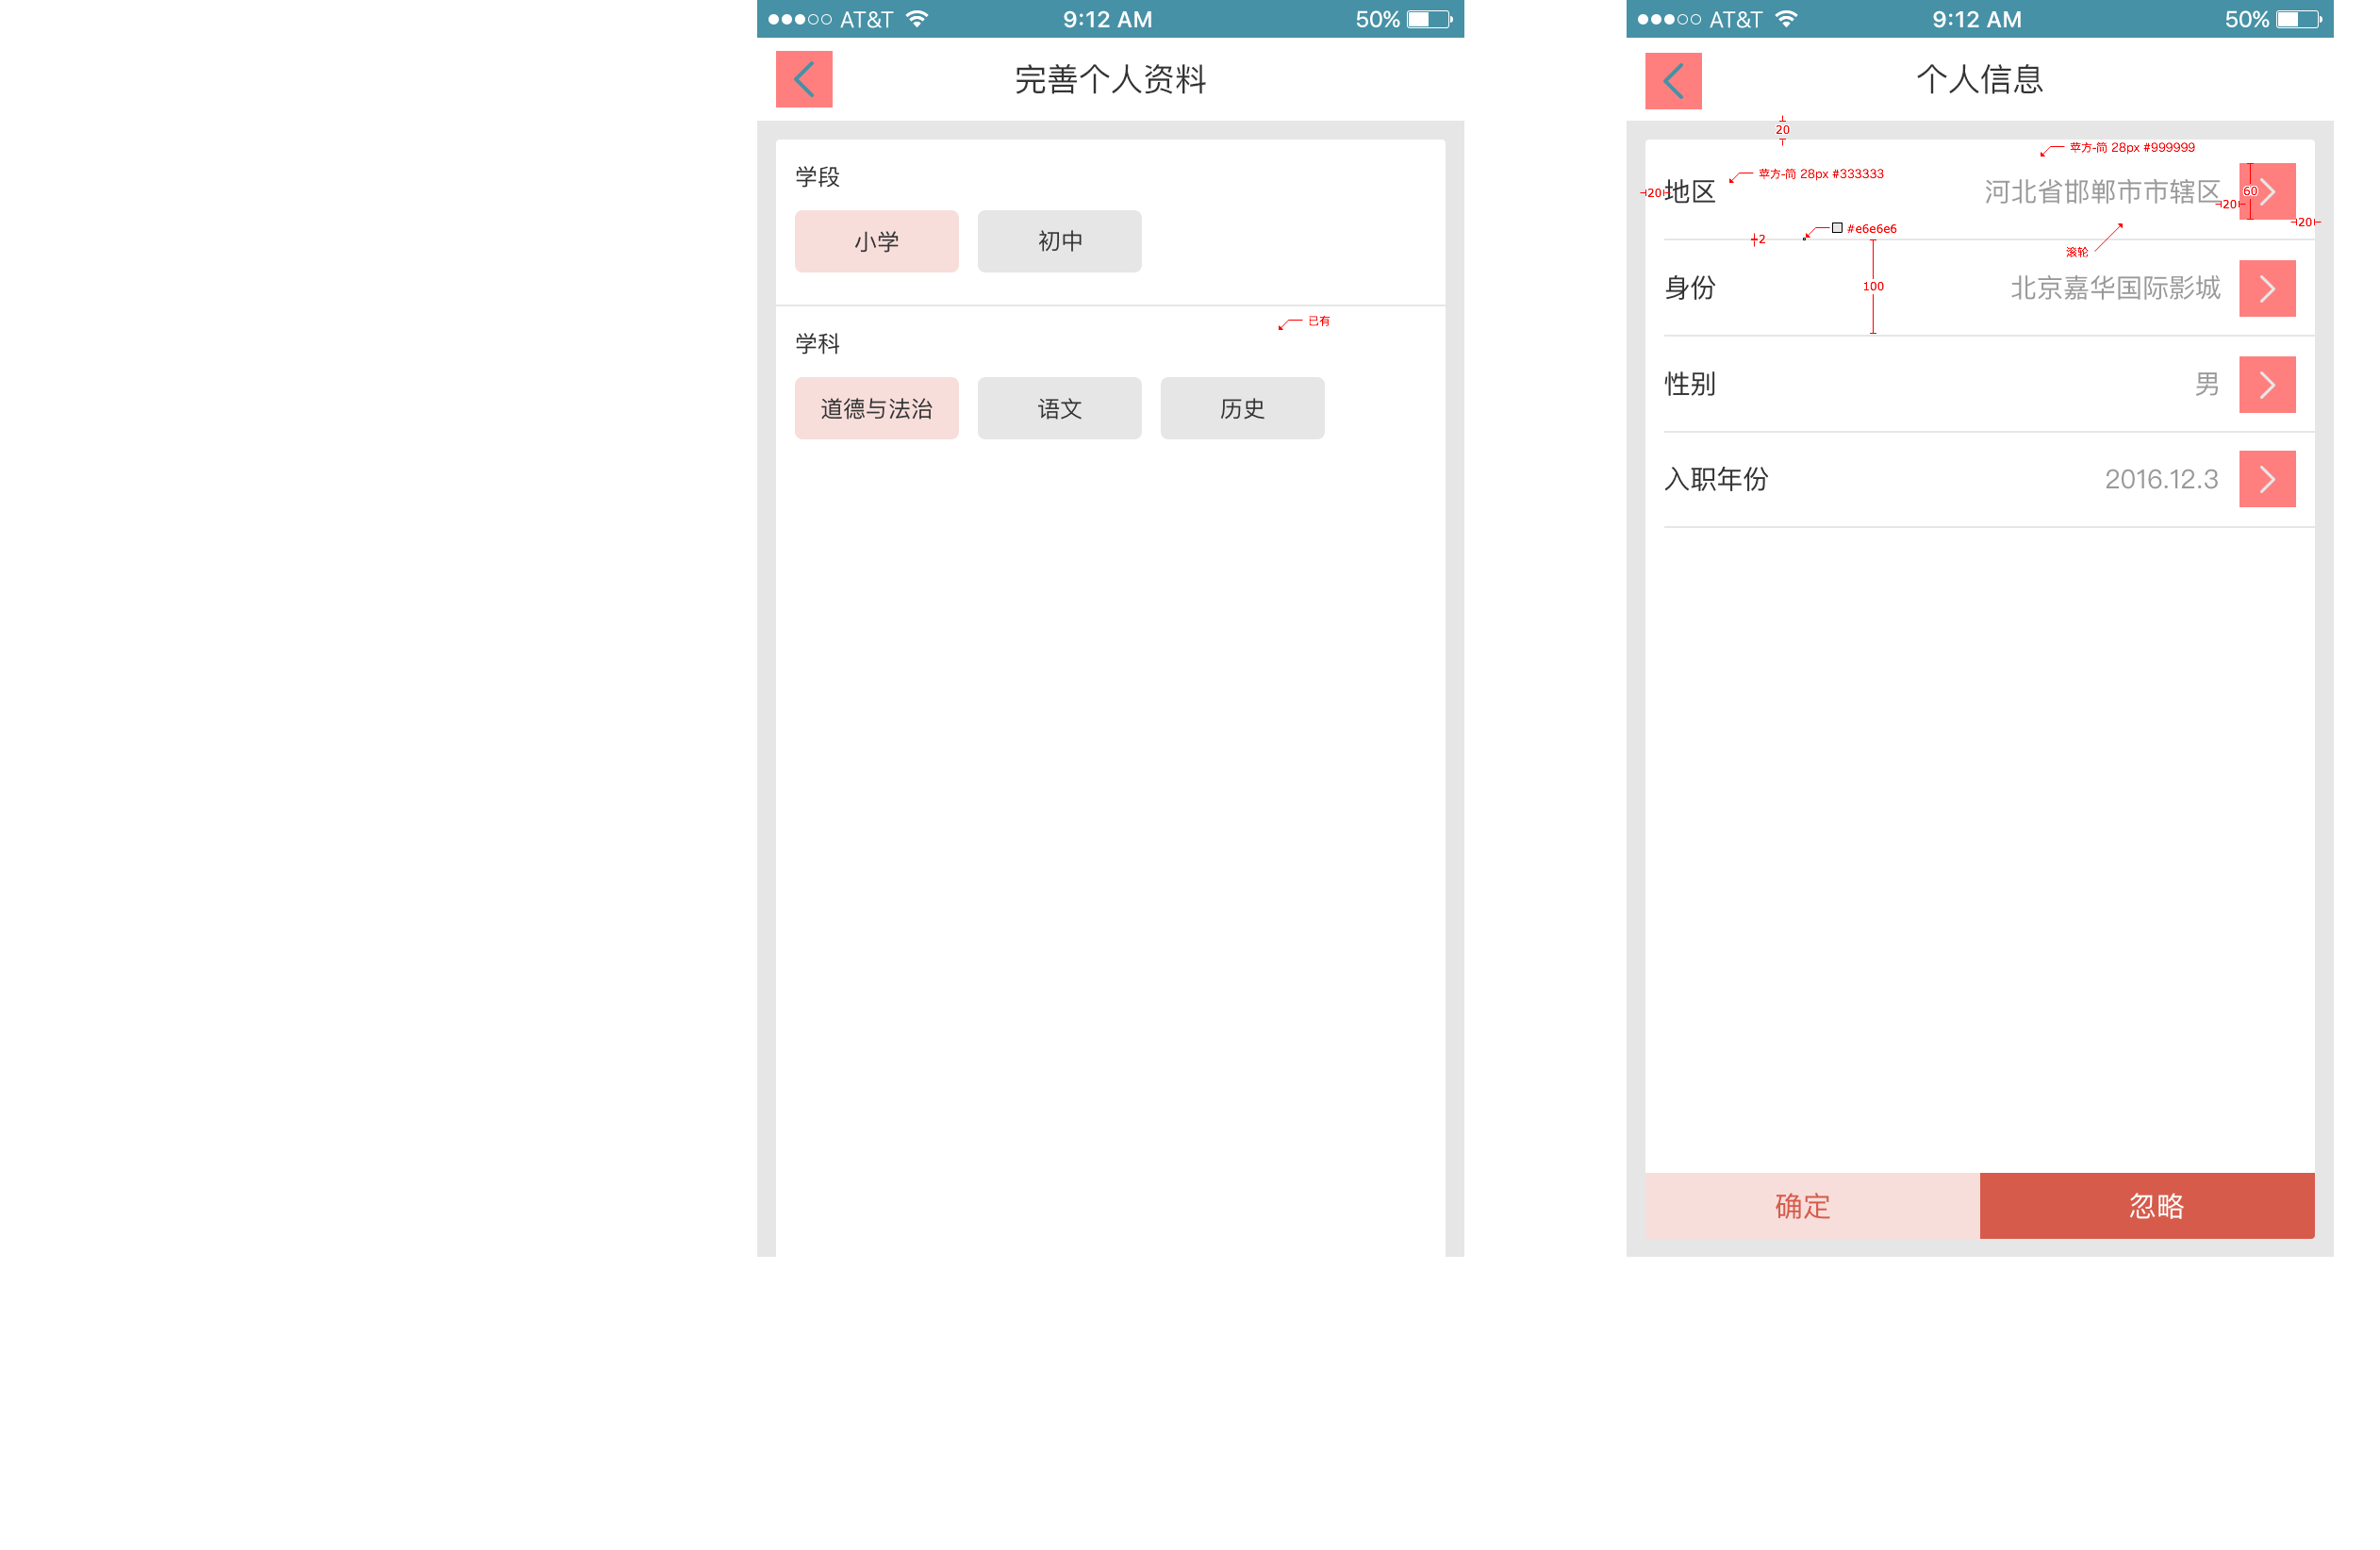 AT&T 9:12 AM 50%
完善个人资料
学段
小学 初中
已有
学科
道德与法治 语文 历史
AT&T 9:12 AM 50%
个人信息
20
苹方-简 28px #999999
苹方-简 28px #333333
20 地区 河北省邯郸市市辖区 60
20
20
#e6e6e6
2
滚轮
100
身份 北京嘉华国际影城
性别 男
入职年份 2016.12.3
确定 忽略